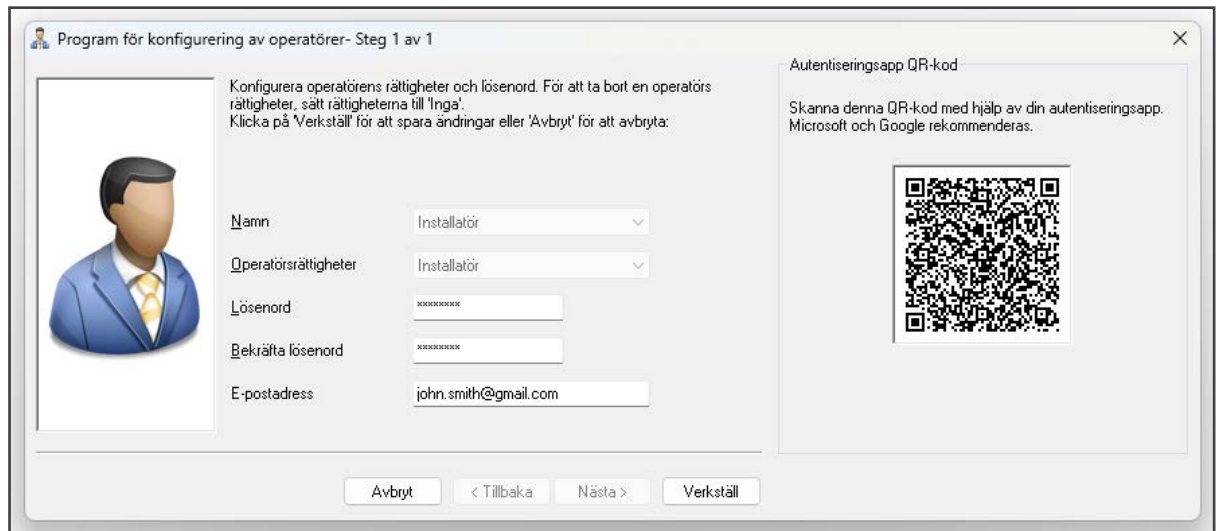 Program för konfigurering av operatörer- Steg 1 av 1
Konfigurera operatörens rättigheter och lösenord. För att ta bort en operatörs
rättigheter, sätt rättigheterna till 'Inga'.
Klicka på 'Verkställ' för att spara ändringar eller 'Avbryt' för att avbryta:
Namn
Installatör
Operatörsrättigheter
Installatör
Lösenord
********
Bekräfta lösenord
********
E-postadress
john.smith@gmail.com
Avbryt
< Tillbaka
Nästa >
Verkställ
Autentiseringsapp QR-kod
Skanna denna QR-kod med hjälp av din autentiseringsapp.
Microsoft och Google rekommenderas.